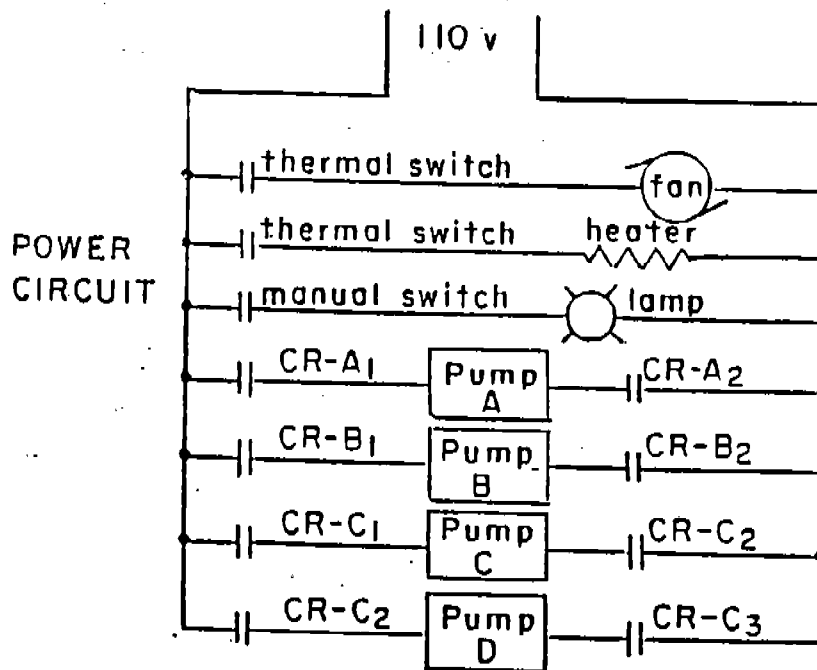 110 v
thermal switch
fan
thermal switch
heater
POWER
CIRCUIT
manual switch
lamp
CR-A1
Pump
A
CR-A2
CR-B1
Pump
B
CR-B2
CR-C1
Pump
C
CR-C2
CR-C2
Pump
D
CR-C3